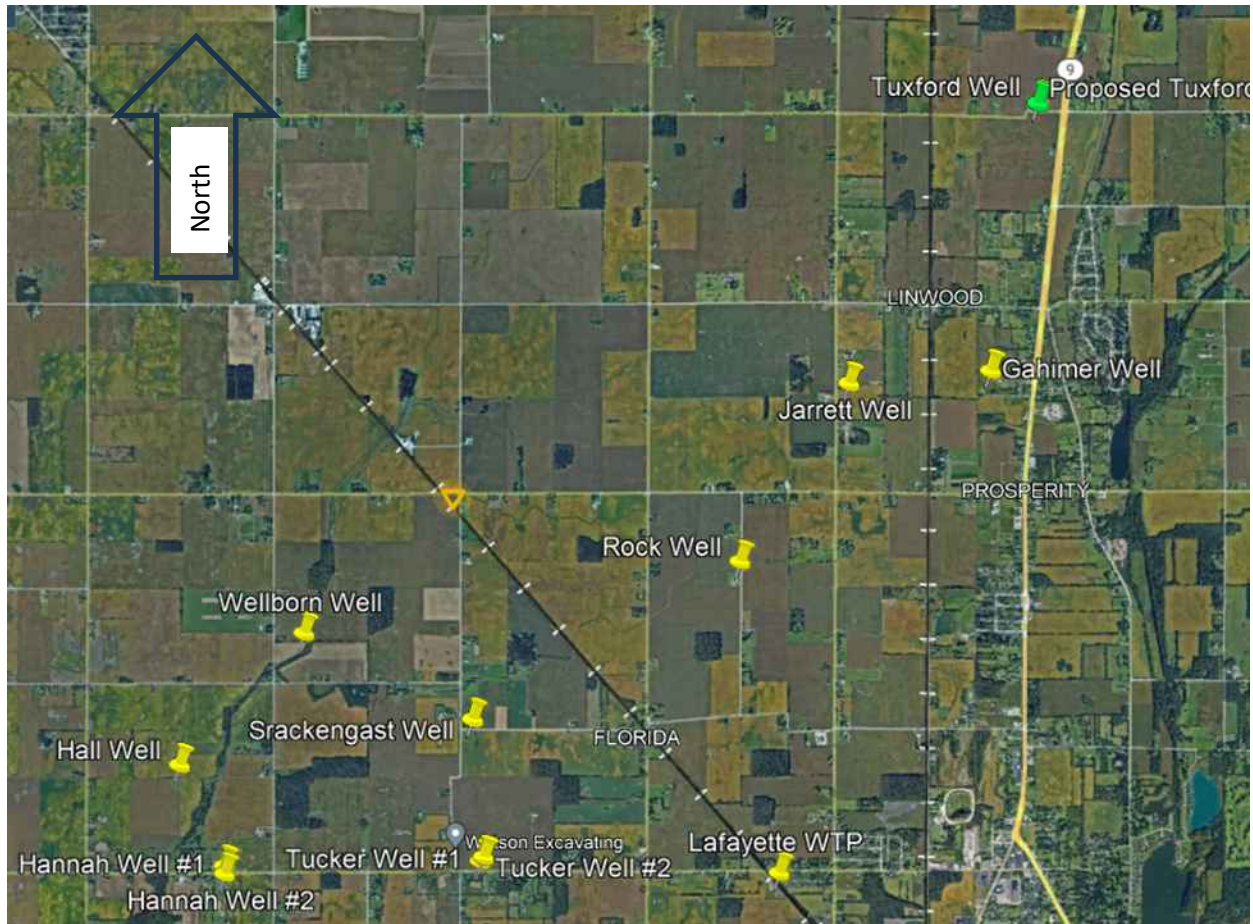 9
Tuxford Well
Proposed Tuxford
North
LINWOOD
Gahimer Well
Jarrett Well
PROSPERITY
Rock Well
Wellborn Well
Srackengast Well
FLORIDA
Hall Well
Watson Excavating
Lafayette WTP
Hannah Well #1
Tucker Well #1
Tucker Well #2
Hannah Well #2